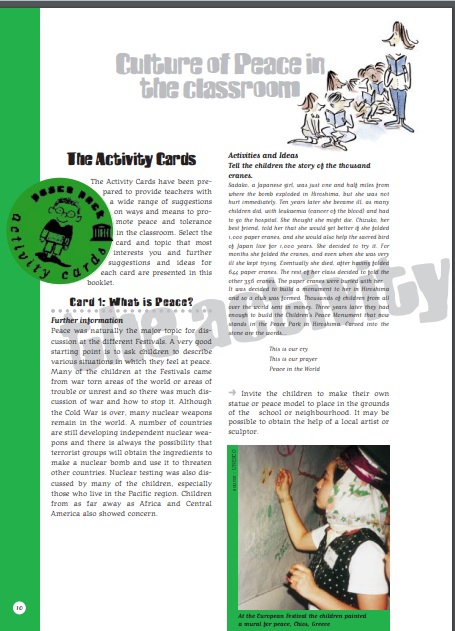 Culture of Peace in
the classroom
The Activity Cards
PEACE PACK
activity cards
The Activity Cards have been pre-
pared to provide teachers with
a wide range of suggestions
on ways and means to pro-
mote peace and tolerance
in the classroom. Select the
card and topic that most
interests you and further
suggestions and ideas for
each card are presented in this
booklet.
Card 1: What is Peace?
Further information
Peace was naturally the major topic for dis-
cussion at the different Festivals. A very good
starting point is to ask children to describe
various situations in which they feel at peace.
Many of the children at the Festivals came
from war torn areas of the world or areas of
trouble or unrest and so there was much dis-
cussion of war and how to stop it. Although
the Cold War is over, many nuclear weapons
remain in the world. A number of countries
are still developing independent nuclear wea-
pons and there is always the possibility that
terrorist groups will obtain the ingredients to
make a nuclear bomb and use it to threaten
other countries. Nuclear testing was also dis-
cussed by many of the children, especially
those who live in the Pacific region. Children
from as far away as Africa and Central
America also showed concern.
Activities and Ideas
Tell the children the story of the thousand
cranes.
Sadako, a Japanese girl, was just one and half miles from
where the bomb exploded in Hiroshima, but she was not
hurt immediately. Ten years later she became ill, as many
children did, with leukaemia (cancer of the blood) and had
to go the hospital. She thought she might die. Chizuko, her
best friend, told her that she would get better if she folded
1,000 paper cranes, and she would also help the sacred bird
of Japan live for 1,000 years. She decided to try it. For
months she folded the cranes, and even when she was very
ill she kept trying. Eventually she died, after having folded
644 paper cranes. The rest of her class decided to fold the
other 356 cranes. The paper cranes were buried with her.
It was decided to build a monument to her in Hiroshima
and so a club was formed. Thousands of children from all
over the world sent in money. Three years later they had
enough to build the Children's Peace Monument that now
stands in the Peace Park in Hiroshima. Carved into the
stone are the words
This is our cry
This is our prayer
Peace in the World
➔ Invite the children to make their own
statue or peace model to place in the grounds
of the school or neighbourhood. It may be
possible to obtain the help of a local artist or
sculptor.
source: UNESCO
At the European Festival the children painted
a mural for peace, Chios, Greece
10